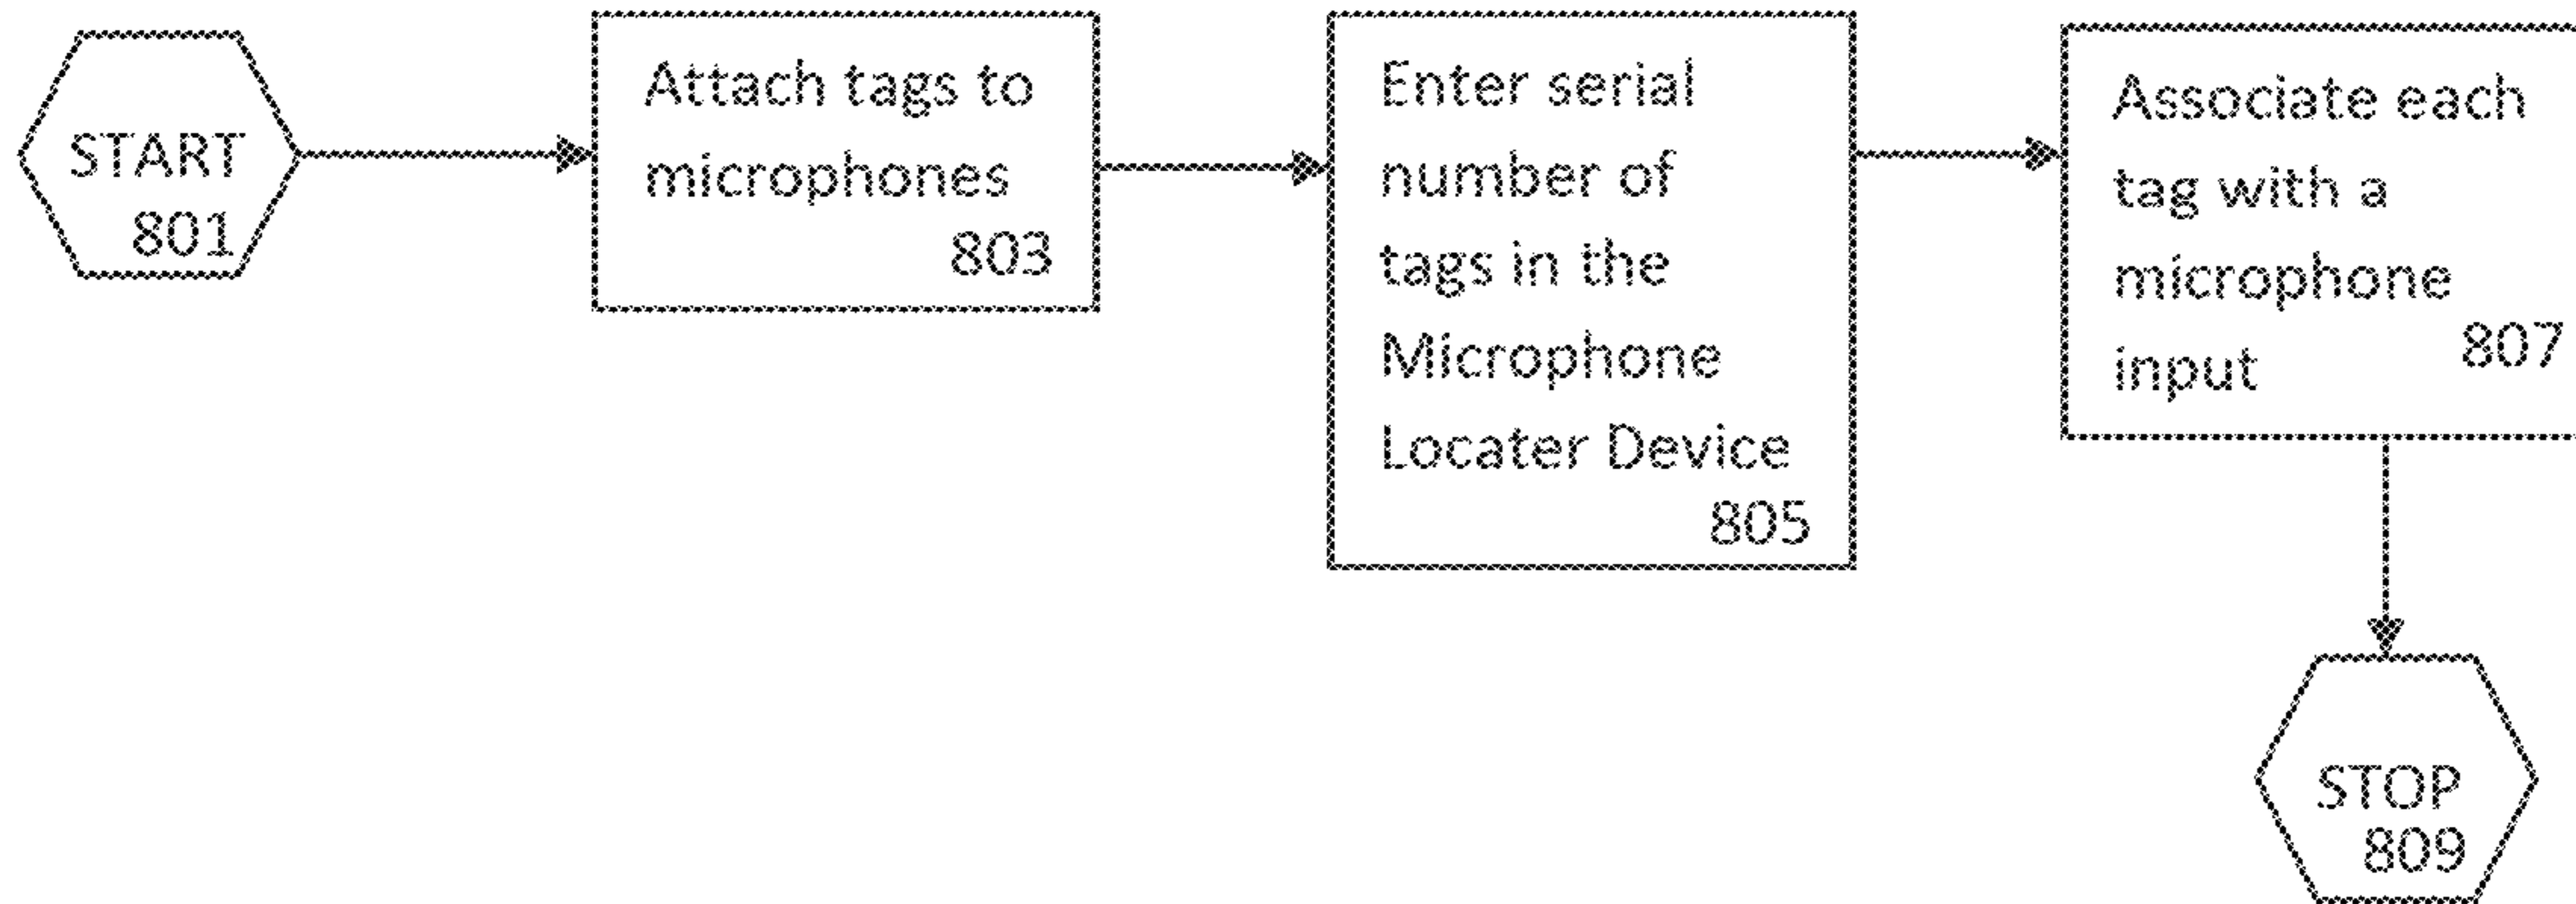 START
801
Attach tags to
microphones
803
Enter serial
number of
tags in the
Microphone
Locater Device
805
Associate each
tag with a
microphone
input
807
STOP
809